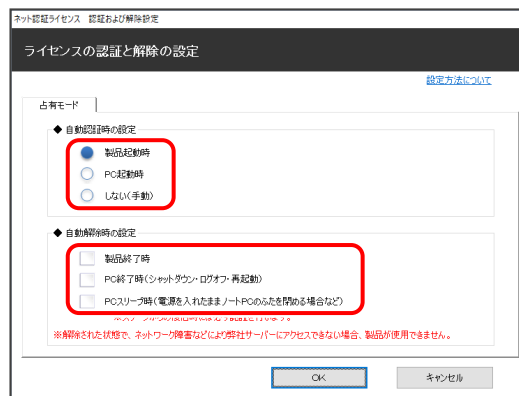 ネット認証ライセンス 認証および解除設定
ライセンスの認証と解除の設定
設定方法について
占有モード
◆ 自動認証時の設定
製品起動時
PC起動時
しない(手動)
◆ 自動解除時の設定
製品終了時
PC終了時(シャットダウン・ログオフ・再起動)
PCスリープ時(電源を入れたままノートPCのふたを閉める場合など)
※解除された状態で、ネットワーク障害などにより弊社サーバーにアクセスできない場合、製品が使用できません。
OK
キャンセル